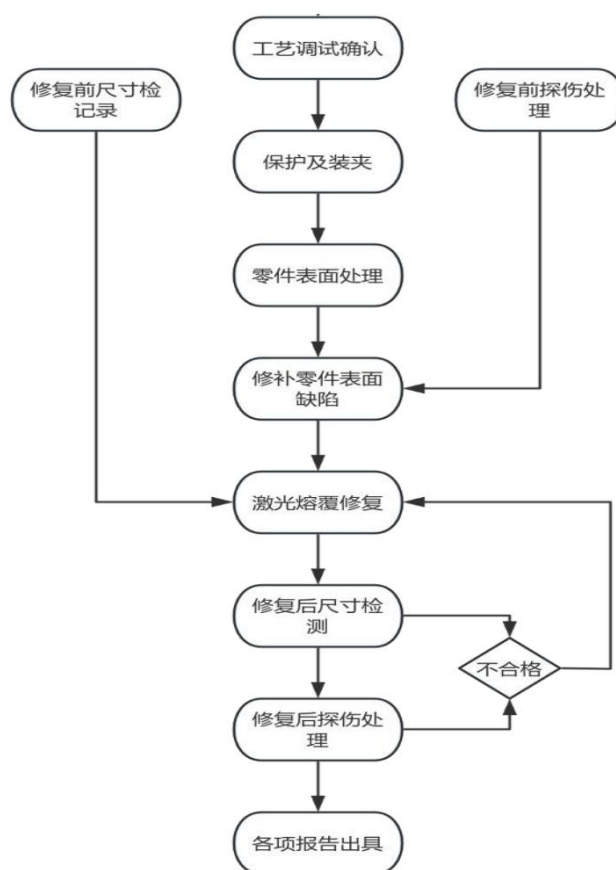 工艺调试确认
修复前尺寸检
记录
修复前探伤处
理
保护及装夹
零件表面处理
修补零件表面
缺陷
激光熔覆修复
修复后尺寸检
测
不合格
修复后探伤处
理
各项报告出具